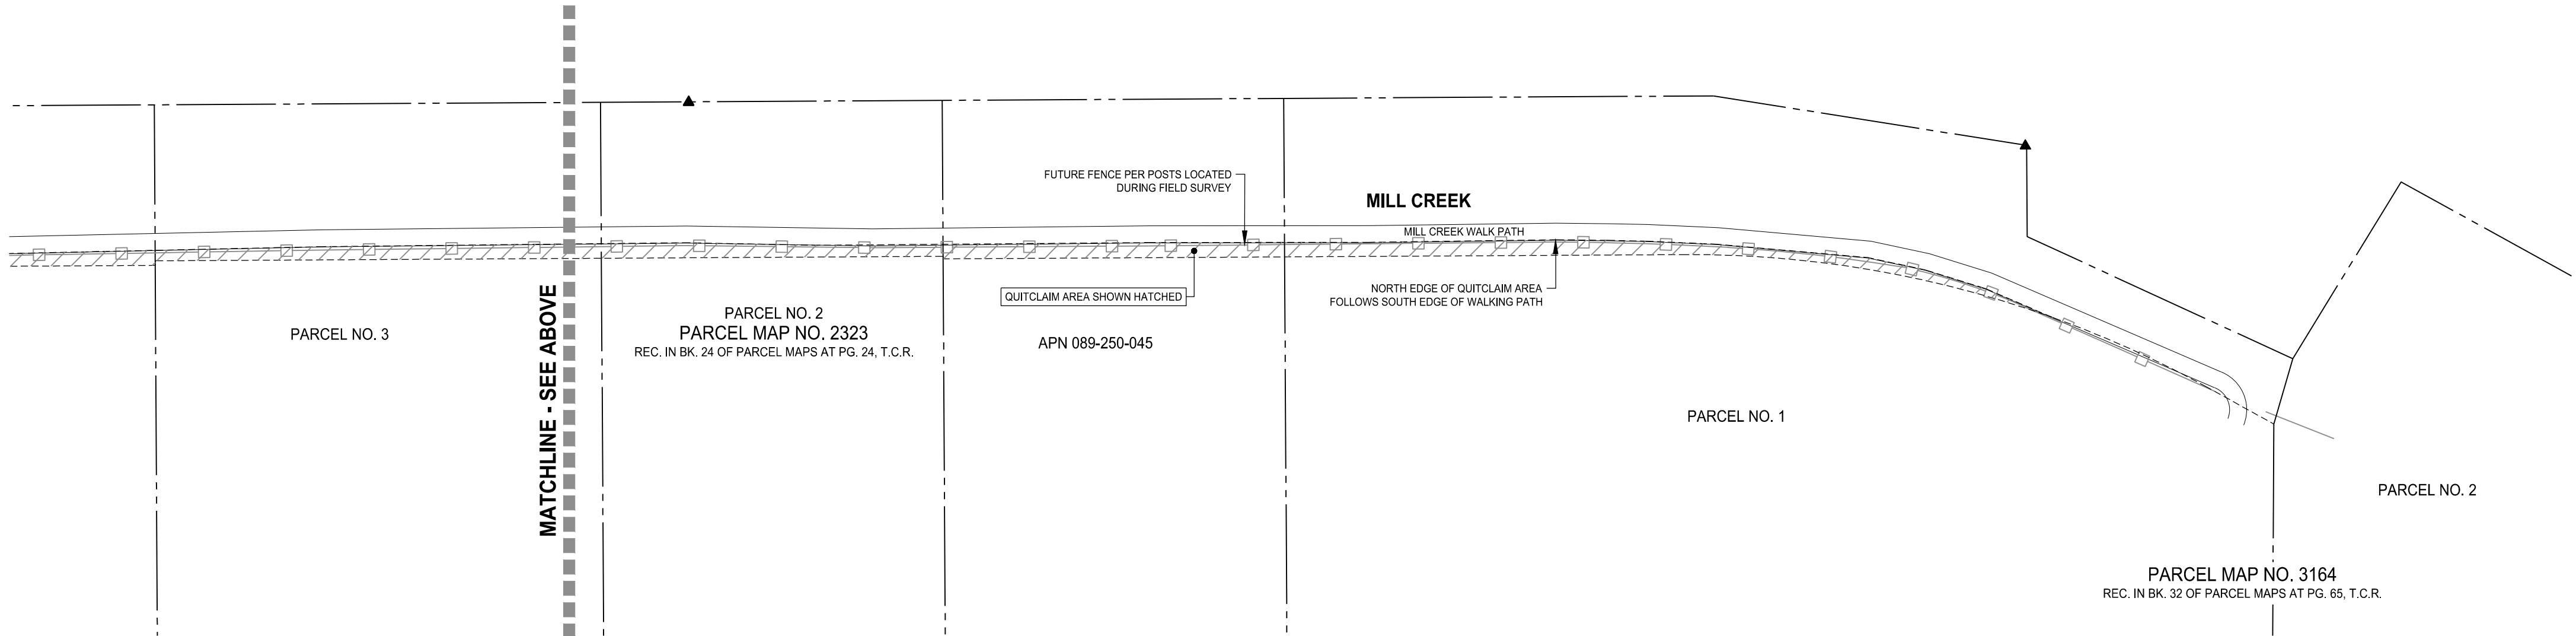 FUTURE FENCE PER POSTS LOCATED
DURING FIELD SURVEY
MILL CREEK
MILL CREEK WALK PATH
QUITCLAIM AREA SHOWN HATCHED
NORTH EDGE OF QUITCLAIM AREA
FOLLOWS SOUTH EDGE OF WALKING PATH
PARCEL NO. 3
MATCHLINE - SEE ABOVE
PARCEL NO. 2
PARCEL MAP NO. 2323
REC. IN BK. 24 OF PARCEL MAPS AT PG. 24, T.C.R.
APN 089-250-045
PARCEL NO. 1
PARCEL NO. 2
PARCEL MAP NO. 3164
REC. IN BK. 32 OF PARCEL MAPS AT PG. 65, T.C.R.